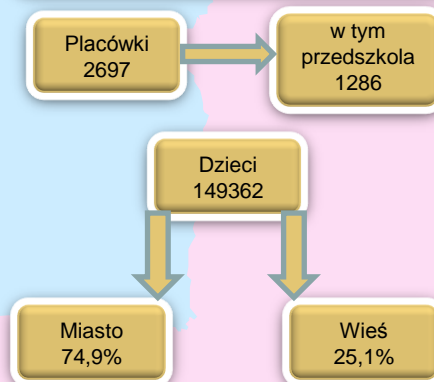 Placówki
2697
w tym
przedszkola
1286
Dzieci
149362
Miasto
74,9%
Wieś
25,1%